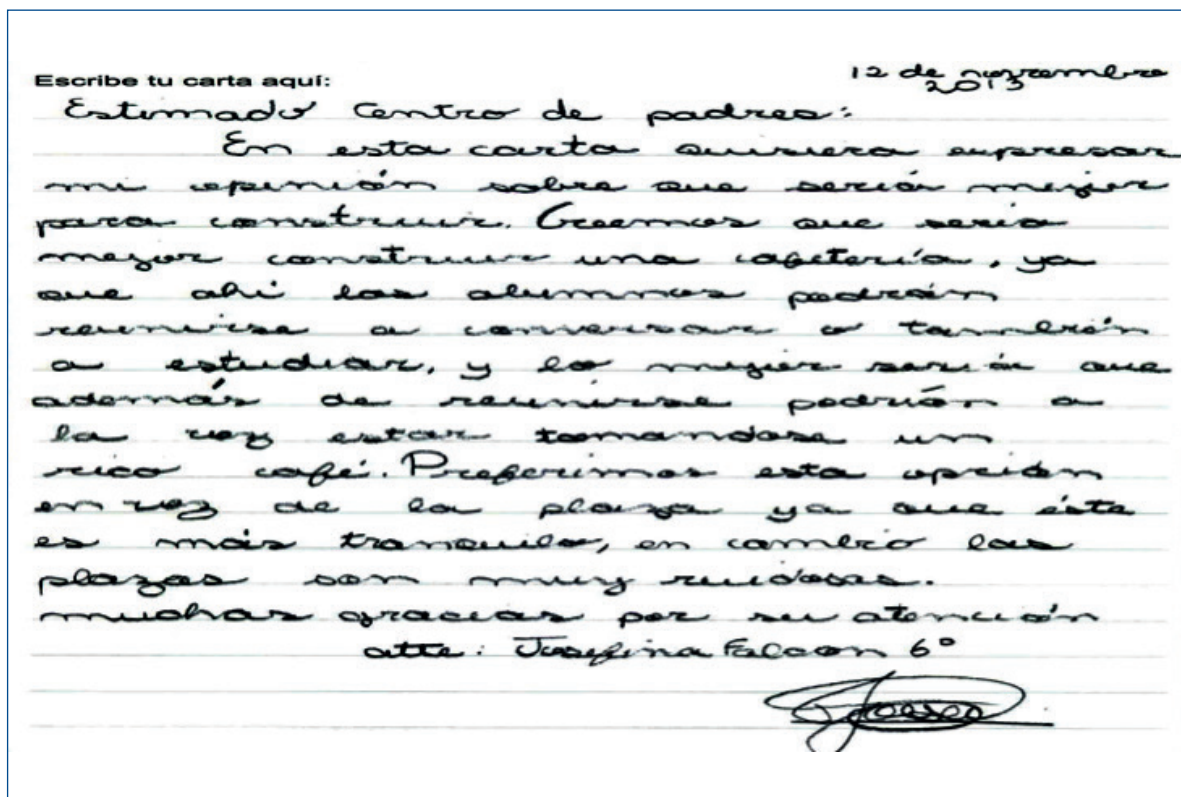 Escribe tu carta aquí:
12 de noviembre
2013
Estimado Centro de padres:
En esta carta quisiera expresar
mi opinión sobre que sería mejor
para construir. Creemos que sería
mejor construir una cafetería, ya
que ahí los alumnos podrán
reunirse a conversar o también
a estudiar, y lo mejor sería que
además de reunirse podrían a
la vez estar tomandose un
rico café. Preferimos esta opción
en vez de la plaza ya que éste
es más tranquilo, en cambio las
plazas son muy ruidosas.
muchas gracias por su atención
atte: Josefina Falcon 6°